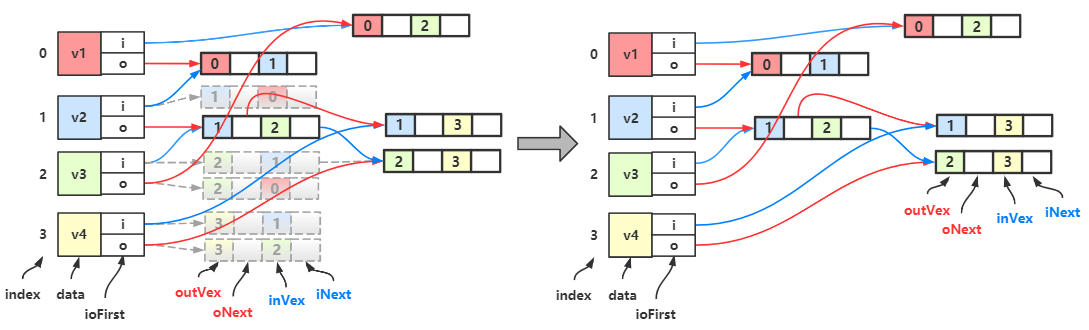 0 2
0 v1 i
o
0 1
1 0
1 v2 i
o
1 2
1 3
2 v3 i
o
2 1
2 3
2 0
3 v4 i
o
3 1
3 2
index data ioFirst
outVex oNext inVex iNext
0 2
0 v1 i
o
0 1
1 v2 i
o
1 2
1 3
2 v3 i
o
2 3
3 v4 i
o
outVex oNext inVex iNext
index data ioFirst